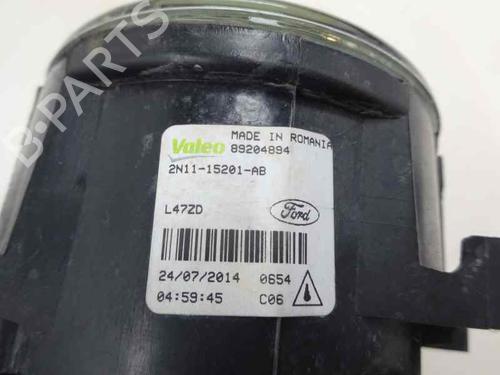 B-PARTS
MADE IN ROMANIA
Valeo 89204894
2N11-15201-AB
L47ZD
Ford
24/07/2014 0654
04:59:45 C06